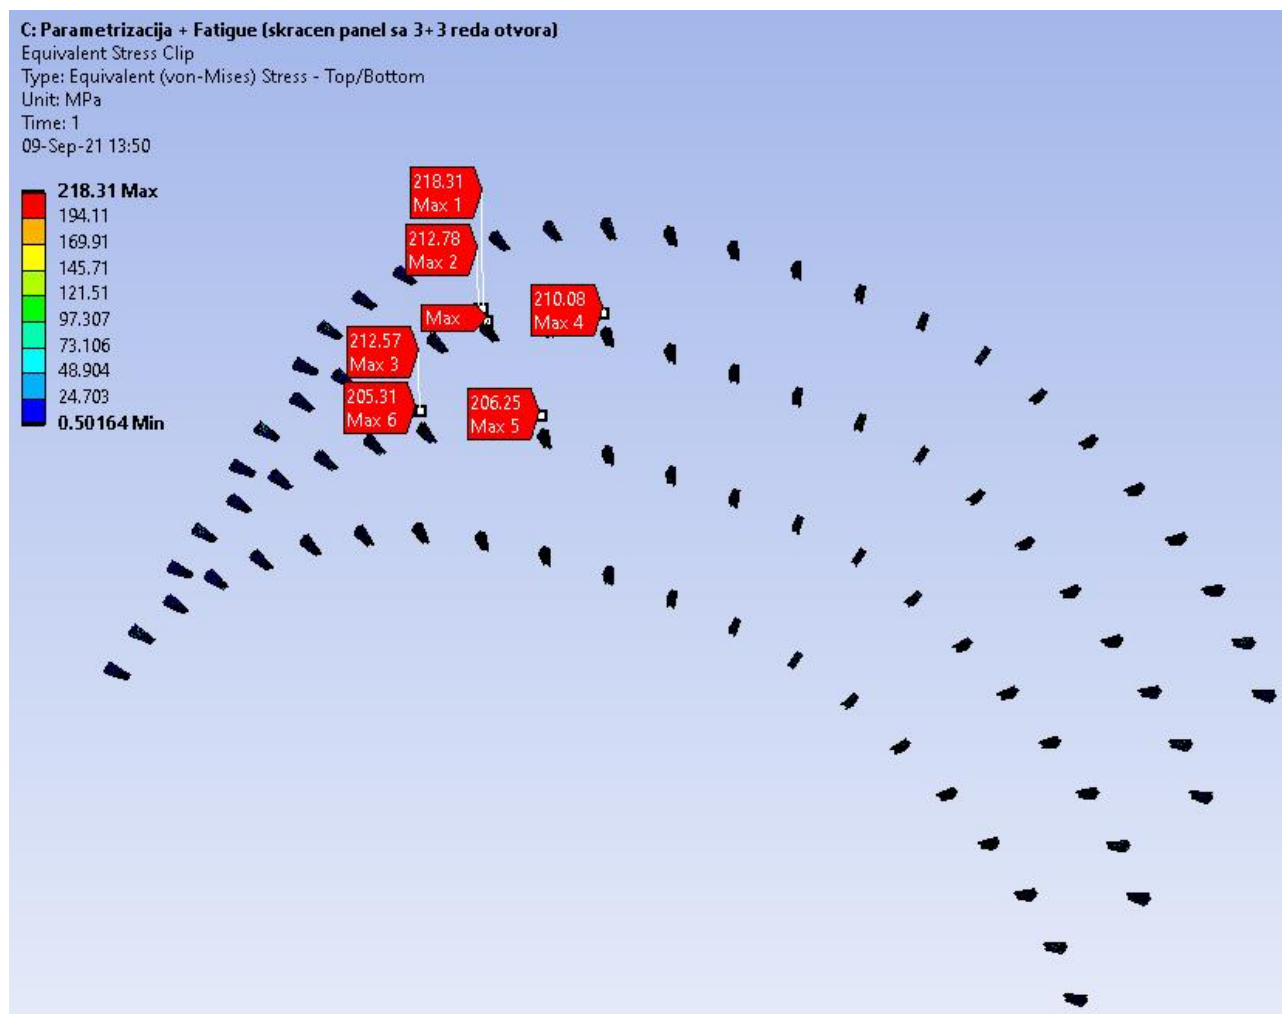 C: Parametrizacija + Fatigue (skracen panel sa 3+3 reda otvora)
Equivalent Stress Clip
Type: Equivalent (von-Mises) Stress - Top/Bottom
Unit: MPa
Time: 1
09-Sep-21 13:50
218.31 Max
194.11
169.91
145.71
121.51
97.307
73.106
48.904
24.703
0.50164 Min
218.31
Max 1
212.78
Max 2
Max
210.08
Max 4
212.57
Max 3
205.31
Max 6
206.25
Max 5